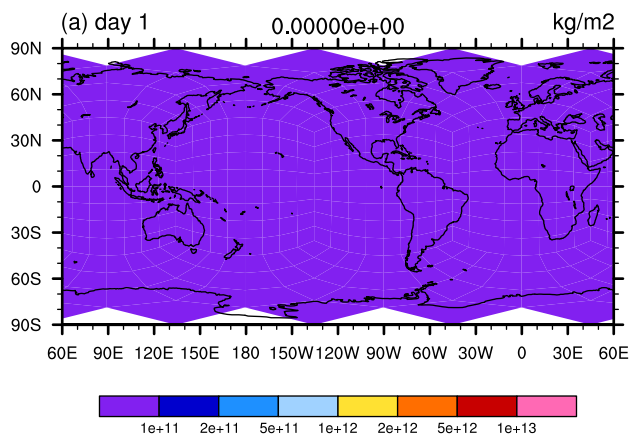 (a) day 1 0.00000e+00 kg/m2
90N
60N
30N
0
30S
60S
90S
60E 90E 120E 150E 180 150W 120W 90W 60W 30W 0 30E 60E
1e+11 2e+11 5e+11 1e+12 2e+12 5e+12 1e+13